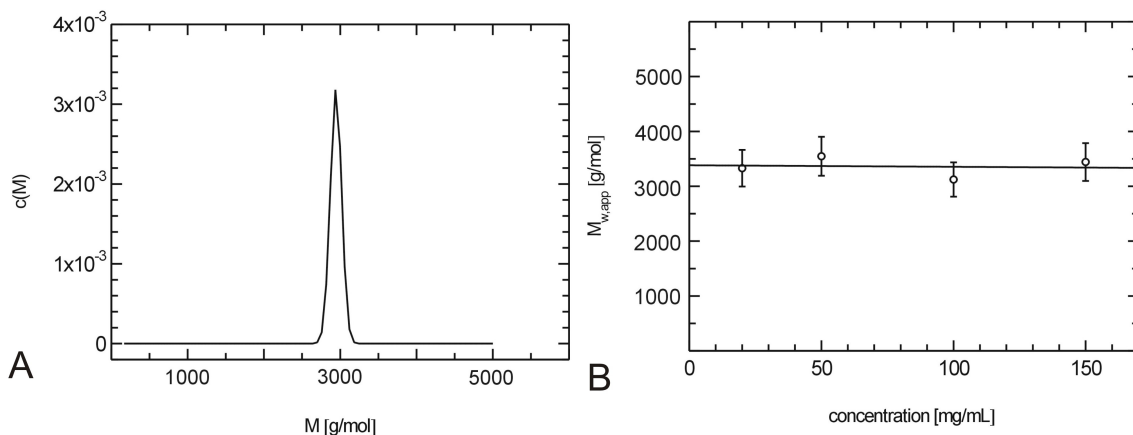 4x10⁻³
3x10⁻³
2x10⁻³
1x10⁻³
0
c(M)
1000
3000
5000
M [g/mol]
A
5000
4000
3000
2000
1000
M_w,app [g/mol]
0
50
100
150
concentration [mg/mL]
B